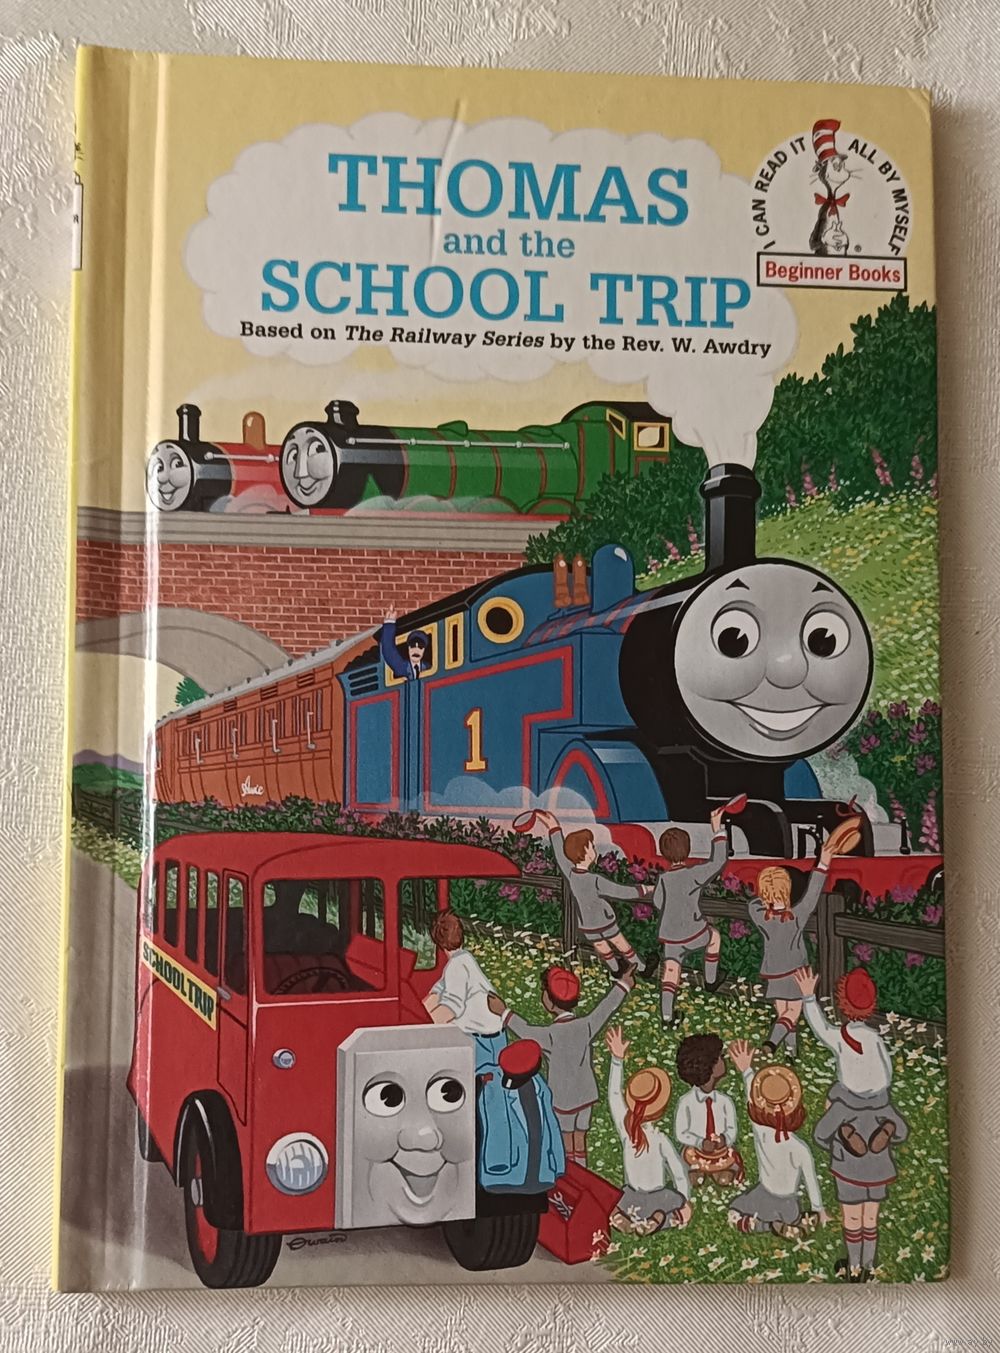 THOMAS
and the
SCHOOL TRIP
Based on The Railway Series by the Rev. W. Awdry
I CAN READ IT ALL BY MYSELF
®
Beginner Books
1
SCHOOL TRIP
Owain